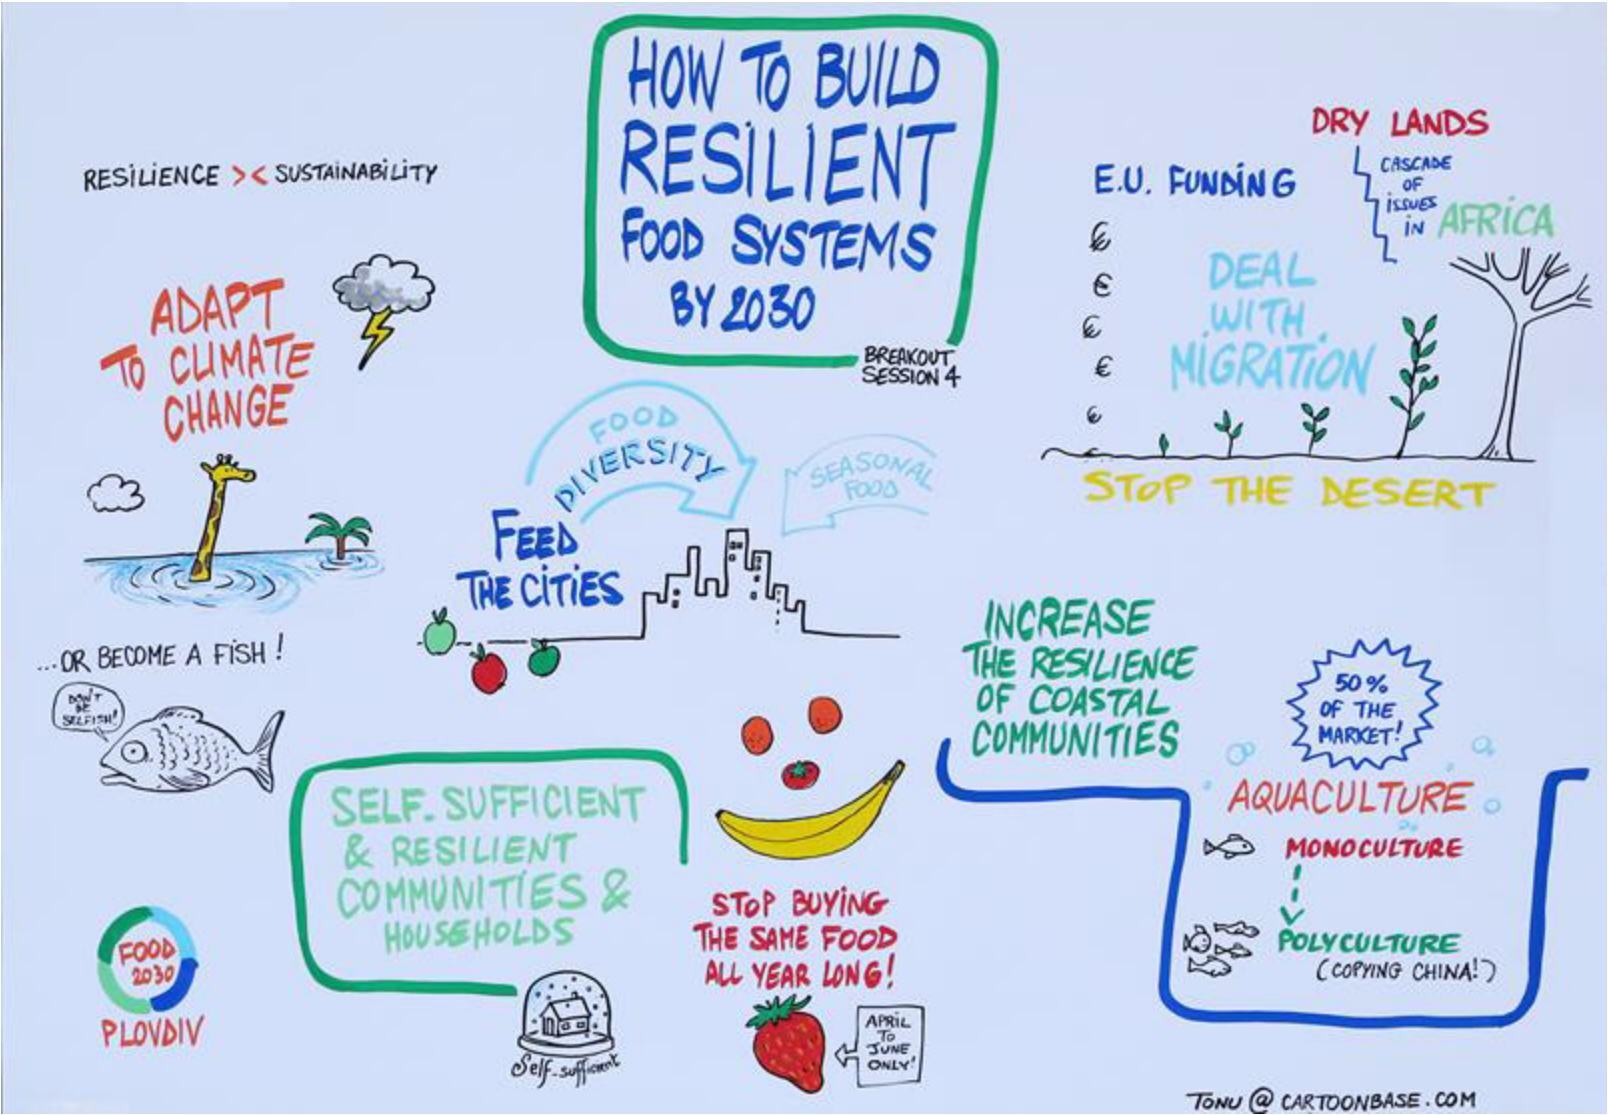 HOW TO BUILD
RESILIENT
FOOD SYSTEMS
BY 2030
BREAKOUT
SESSION 4
RESILIENCE >< SUSTAINABILITY
ADAPT
TO CLIMATE
CHANGE
...OR BECOME A FISH!
DON'T
BE
SELFISH!
FOOD
DIVERSITY
SEASONAL
FOOD
FEED
THE CITIES
DRY LANDS
CASCADE
OF
ISSUES
IN AFRICA
E.U. FUNDING
€
€
€
€
€
DEAL
WITH
MIGRATION
STOP THE DESERT
INCREASE
THE RESILIENCE
OF COASTAL
COMMUNITIES
50%
OF THE
MARKET!
AQUACULTURE
MONOCULTURE
POLYCULTURE
(COPYING CHINA!)
SELF-SUFFICIENT
& RESILIENT
COMMUNITIES &
HOUSEHOLDS
Self-sufficient
STOP BUYING
THE SAME FOOD
ALL YEAR LONG!
APRIL
TO
JUNE
ONLY!
FOOD
2030
PLOVDIV
TONU @ CARTOONBASE.COM